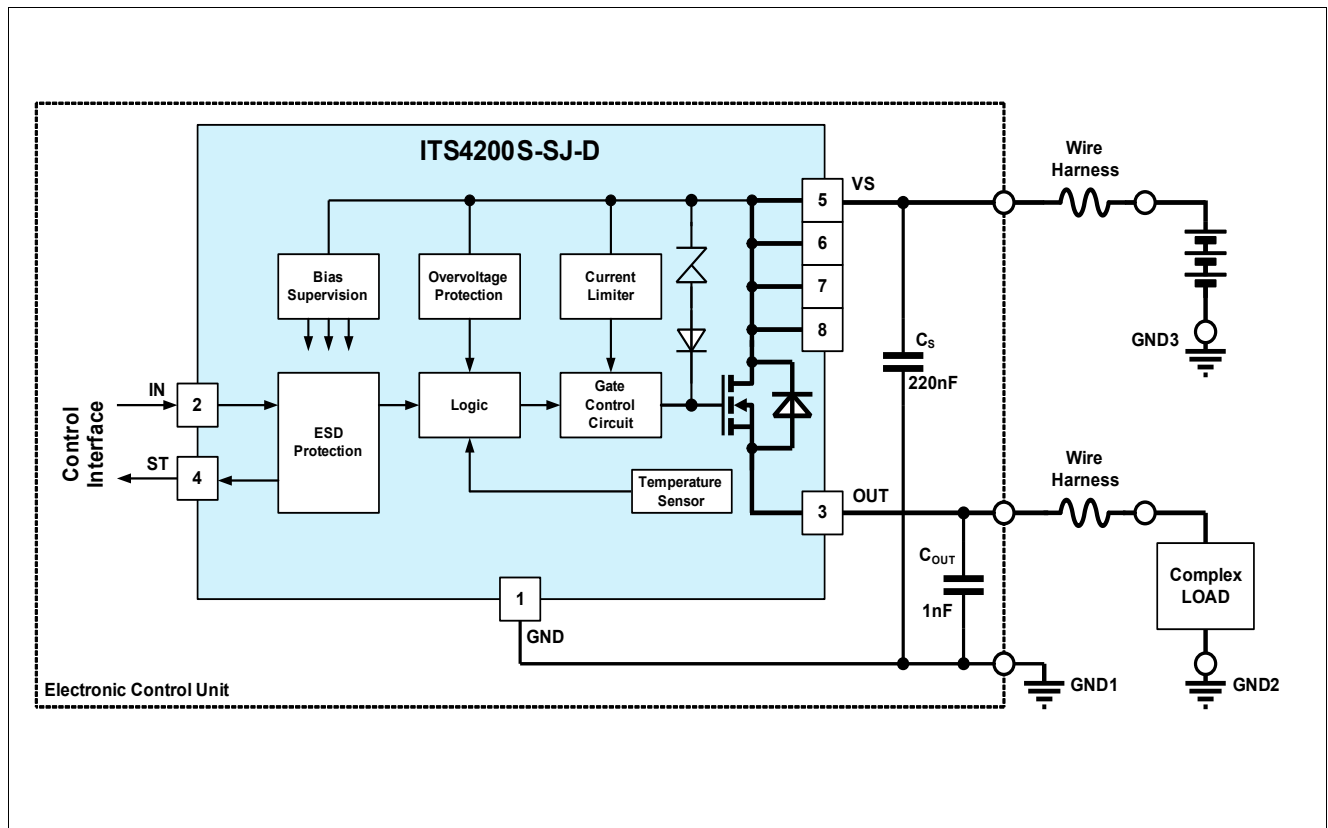 ITS4200S-SJ-D
Wire
Harness
VS
5
6
7
8
Bias
Supervision
Overvoltage
Protection
Current
Limiter
GND3
C_S
220nF
IN
2
ESD
Protection
Logic
Gate
Control
Circuit
Control
Interface
ST
4
Temperature
Sensor
OUT
3
Wire
Harness
C_OUT
1nF
Complex
LOAD
1
GND
Electronic Control Unit
GND1
GND2